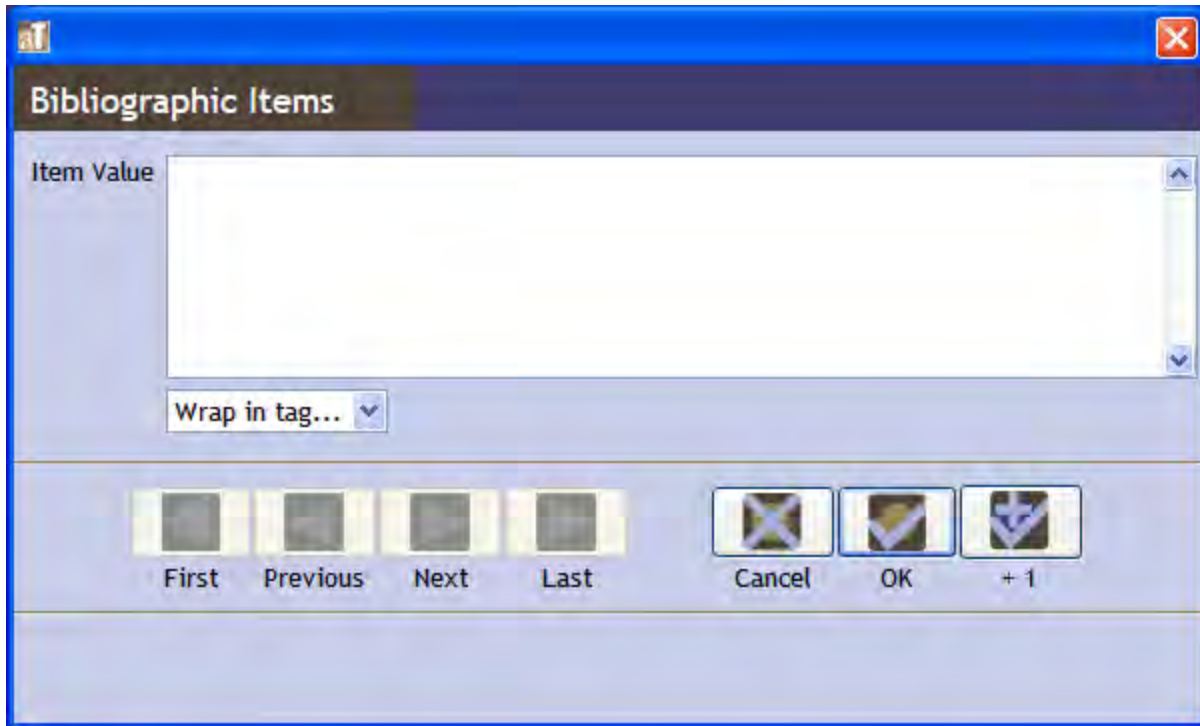 Bibliographic Items
Item Value
Wrap in tag...
First Previous Next Last Cancel OK + 1